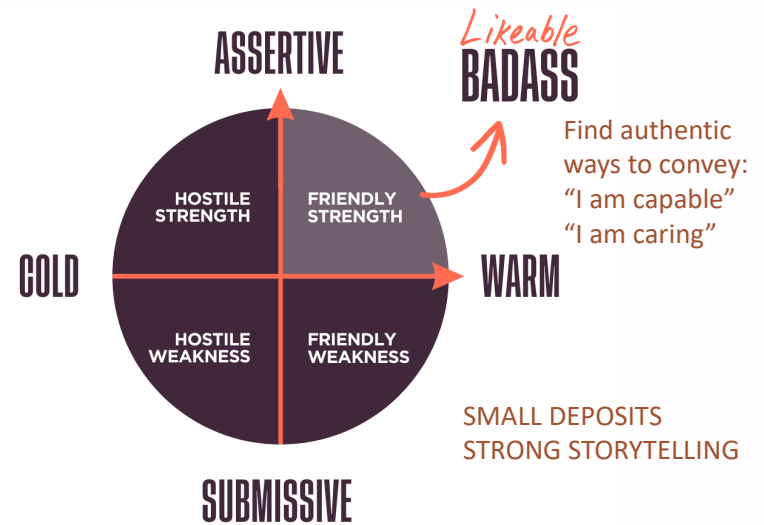 Likeable
BADASS
ASSERTIVE
Find authentic
ways to convey:
“I am capable”
“I am caring”
HOSTILE
STRENGTH
FRIENDLY
STRENGTH
COLD
WARM
HOSTILE
WEAKNESS
FRIENDLY
WEAKNESS
SMALL DEPOSITS
STRONG STORYTELLING
SUBMISSIVE